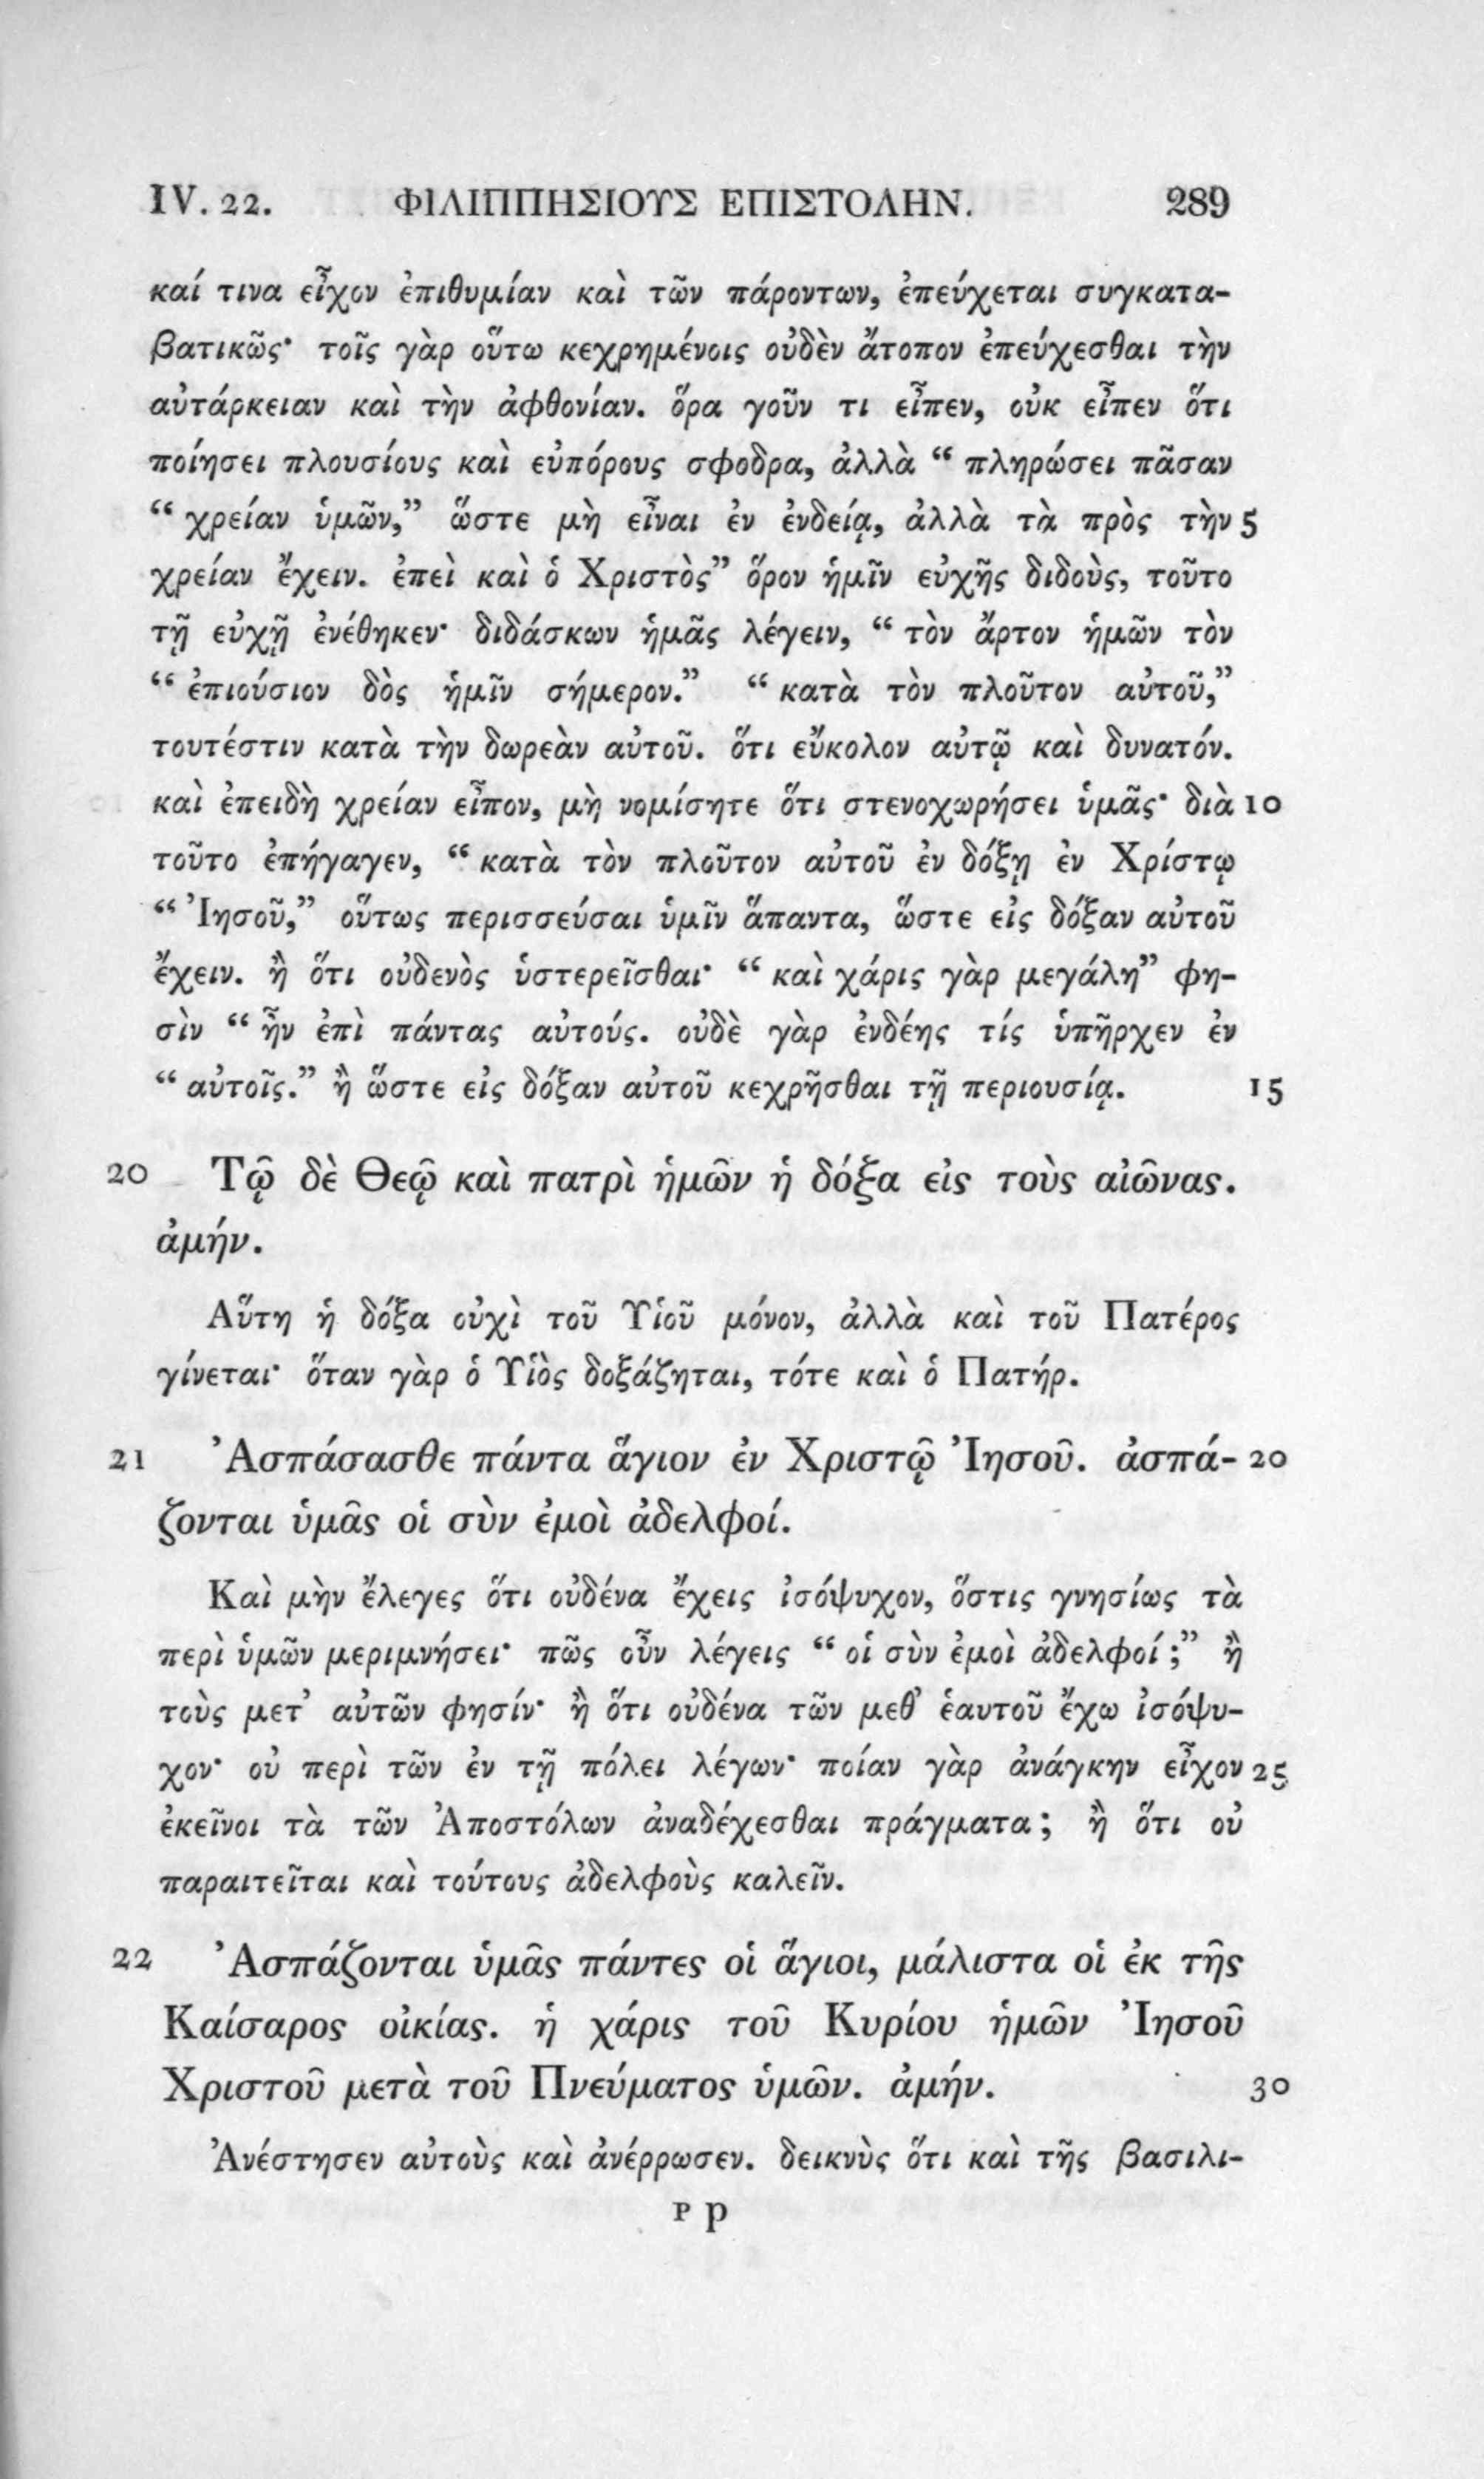 IV. 22. ΦΙΛΙΠΠΗΣΙΟΥΣ ΕΠΙΣΤΟΛΗΝ. 289
καί τινα εἶχον ἐπιθυμίαν καὶ τῶν πάροντων, ἐπεύχεται συγκατα-
βατικῶς· τοῖς γὰρ οὕτω κεχρημένοις οὐδὲν ἄτοπον ἐπεύχεσθαι τὴν
αὐτάρκειαν καὶ τὴν ἀφθονίαν. ὅρα γοῦν τι εἶπεν, οὐκ εἶπεν ὅτι
ποίησει πλουσίους καὶ εὐπόρους σφοδρα, ἀλλὰ “ πληρώσει πᾶσαν
“ χρείαν ὑμῶν,” ὥστε μὴ εἶναι ἐν ἐνδείᾳ, ἀλλὰ τὰ πρὸς τὴν 5
χρείαν ἔχειν. ἐπεὶ καὶ ὁ Χριστὸς” ὅρον ἡμῖν εὐχῆς διδοὺς, τοῦτο
τῇ εὐχῇ ἐνέθηκεν· διδάσκων ἡμᾶς λέγειν, “ τὸν ἄρτον ἡμῶν τὸν
“ ἐπιούσιον δὸς ἡμῖν σήμερον.” “ κατὰ τὸν πλοῦτον αὐτοῦ,”
τουτέστιν κατὰ τὴν δωρεὰν αὐτοῦ. ὅτι εὔκολον αὐτῷ καὶ δυνατόν.
καὶ ἐπειδὴ χρείαν εἶπον, μὴ νομίσητε ὅτι στενοχωρήσει ὑμᾶς· διὰ 10
τοῦτο ἐπήγαγεν, “ κατὰ τὸν πλοῦτον αὐτοῦ ἐν δόξῃ ἐν Χρίστῳ
“ Ἰησοῦ,” οὕτως περισσεύσαι ὑμῖν ἅπαντα, ὥστε εἰς δόξαν αὐτοῦ
ἔχειν. ἢ ὅτι οὐδενὸς ὑστερεῖσθαι· “ καὶ χάρις γὰρ μεγάλη” φη-
σὶν “ ἦν ἐπὶ πάντας αὐτούς. οὐδὲ γὰρ ἐνδέης τίς ὑπῆρχεν ἐν
“ αὐτοῖς.” ἢ ὥστε εἰς δόξαν αὐτοῦ κεχρῆσθαι τῇ περιουσίᾳ. 15
20 Τῷ δὲ Θεῷ καὶ πατρὶ ἡμῶν ἡ δόξα εἰς τοὺς αἰῶνας.
ἀμήν.
Αὕτη ἡ δόξα οὐχὶ τοῦ Υἱοῦ μόνον, ἀλλὰ καὶ τοῦ Πατέρος
γίνεται· ὅταν γὰρ ὁ Υἱὸς δοξάζηται, τότε καὶ ὁ Πατήρ.
21 Ἀσπάσασθε πάντα ἅγιον ἐν Χριστῷ Ἰησοῦ. ἀσπά- 20
ζονται ὑμᾶς οἱ σὺν ἐμοὶ ἀδελφοί.
Καὶ μὴν ἔλεγες ὅτι οὐδένα ἔχεις ἰσόψυχον, ὅστις γνησίως τὰ
περὶ ὑμῶν μεριμνήσει· πῶς οὖν λέγεις “ οἱ σὺν ἐμοὶ ἀδελφοί ;” ἢ
τοὺς μετ’ αὐτῶν φησίν· ἢ ὅτι οὐδένα τῶν μεθ’ ἑαυτοῦ ἔχω ἰσόψυ-
χον· οὐ περὶ τῶν ἐν τῇ πόλει λέγων· ποίαν γὰρ ἀνάγκην εἶχον 25
ἐκεῖνοι τὰ τῶν Ἀποστόλων ἀναδέχεσθαι πράγματα ; ἢ ὅτι οὐ
παραιτεῖται καὶ τούτους ἀδελφοὺς καλεῖν.
22 Ἀσπάζονται ὑμᾶς πάντες οἱ ἅγιοι, μάλιστα οἱ ἐκ τῆς
Καίσαρος οἰκίας. ἡ χάρις τοῦ Κυρίου ἡμῶν Ἰησοῦ
Χριστοῦ μετὰ τοῦ Πνεύματος ὑμῶν. ἀμήν. 30
Ἀνέστησεν αὐτοὺς καὶ ἀνέρρωσεν. δεικνὺς ὅτι καὶ τῆς βασιλι-
P p